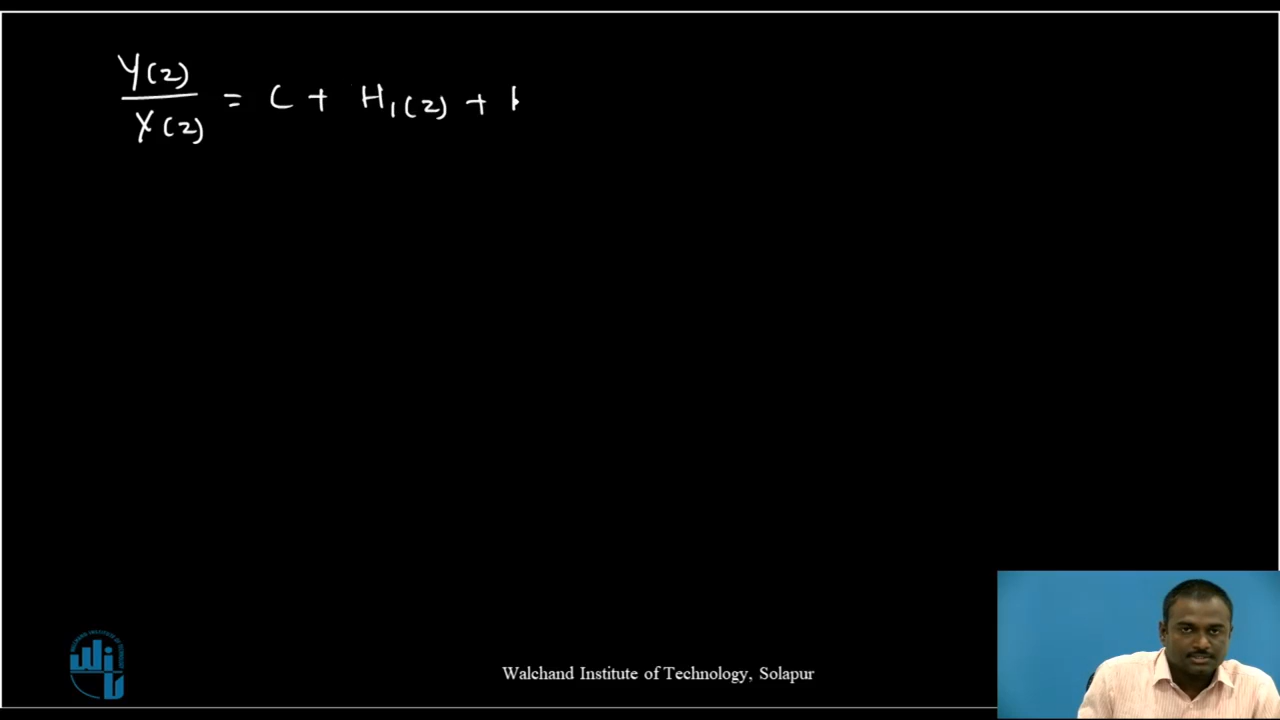 Y(z)
X(z)
= C + H₁(z) +
Walchand Institute of Technology, Solapur